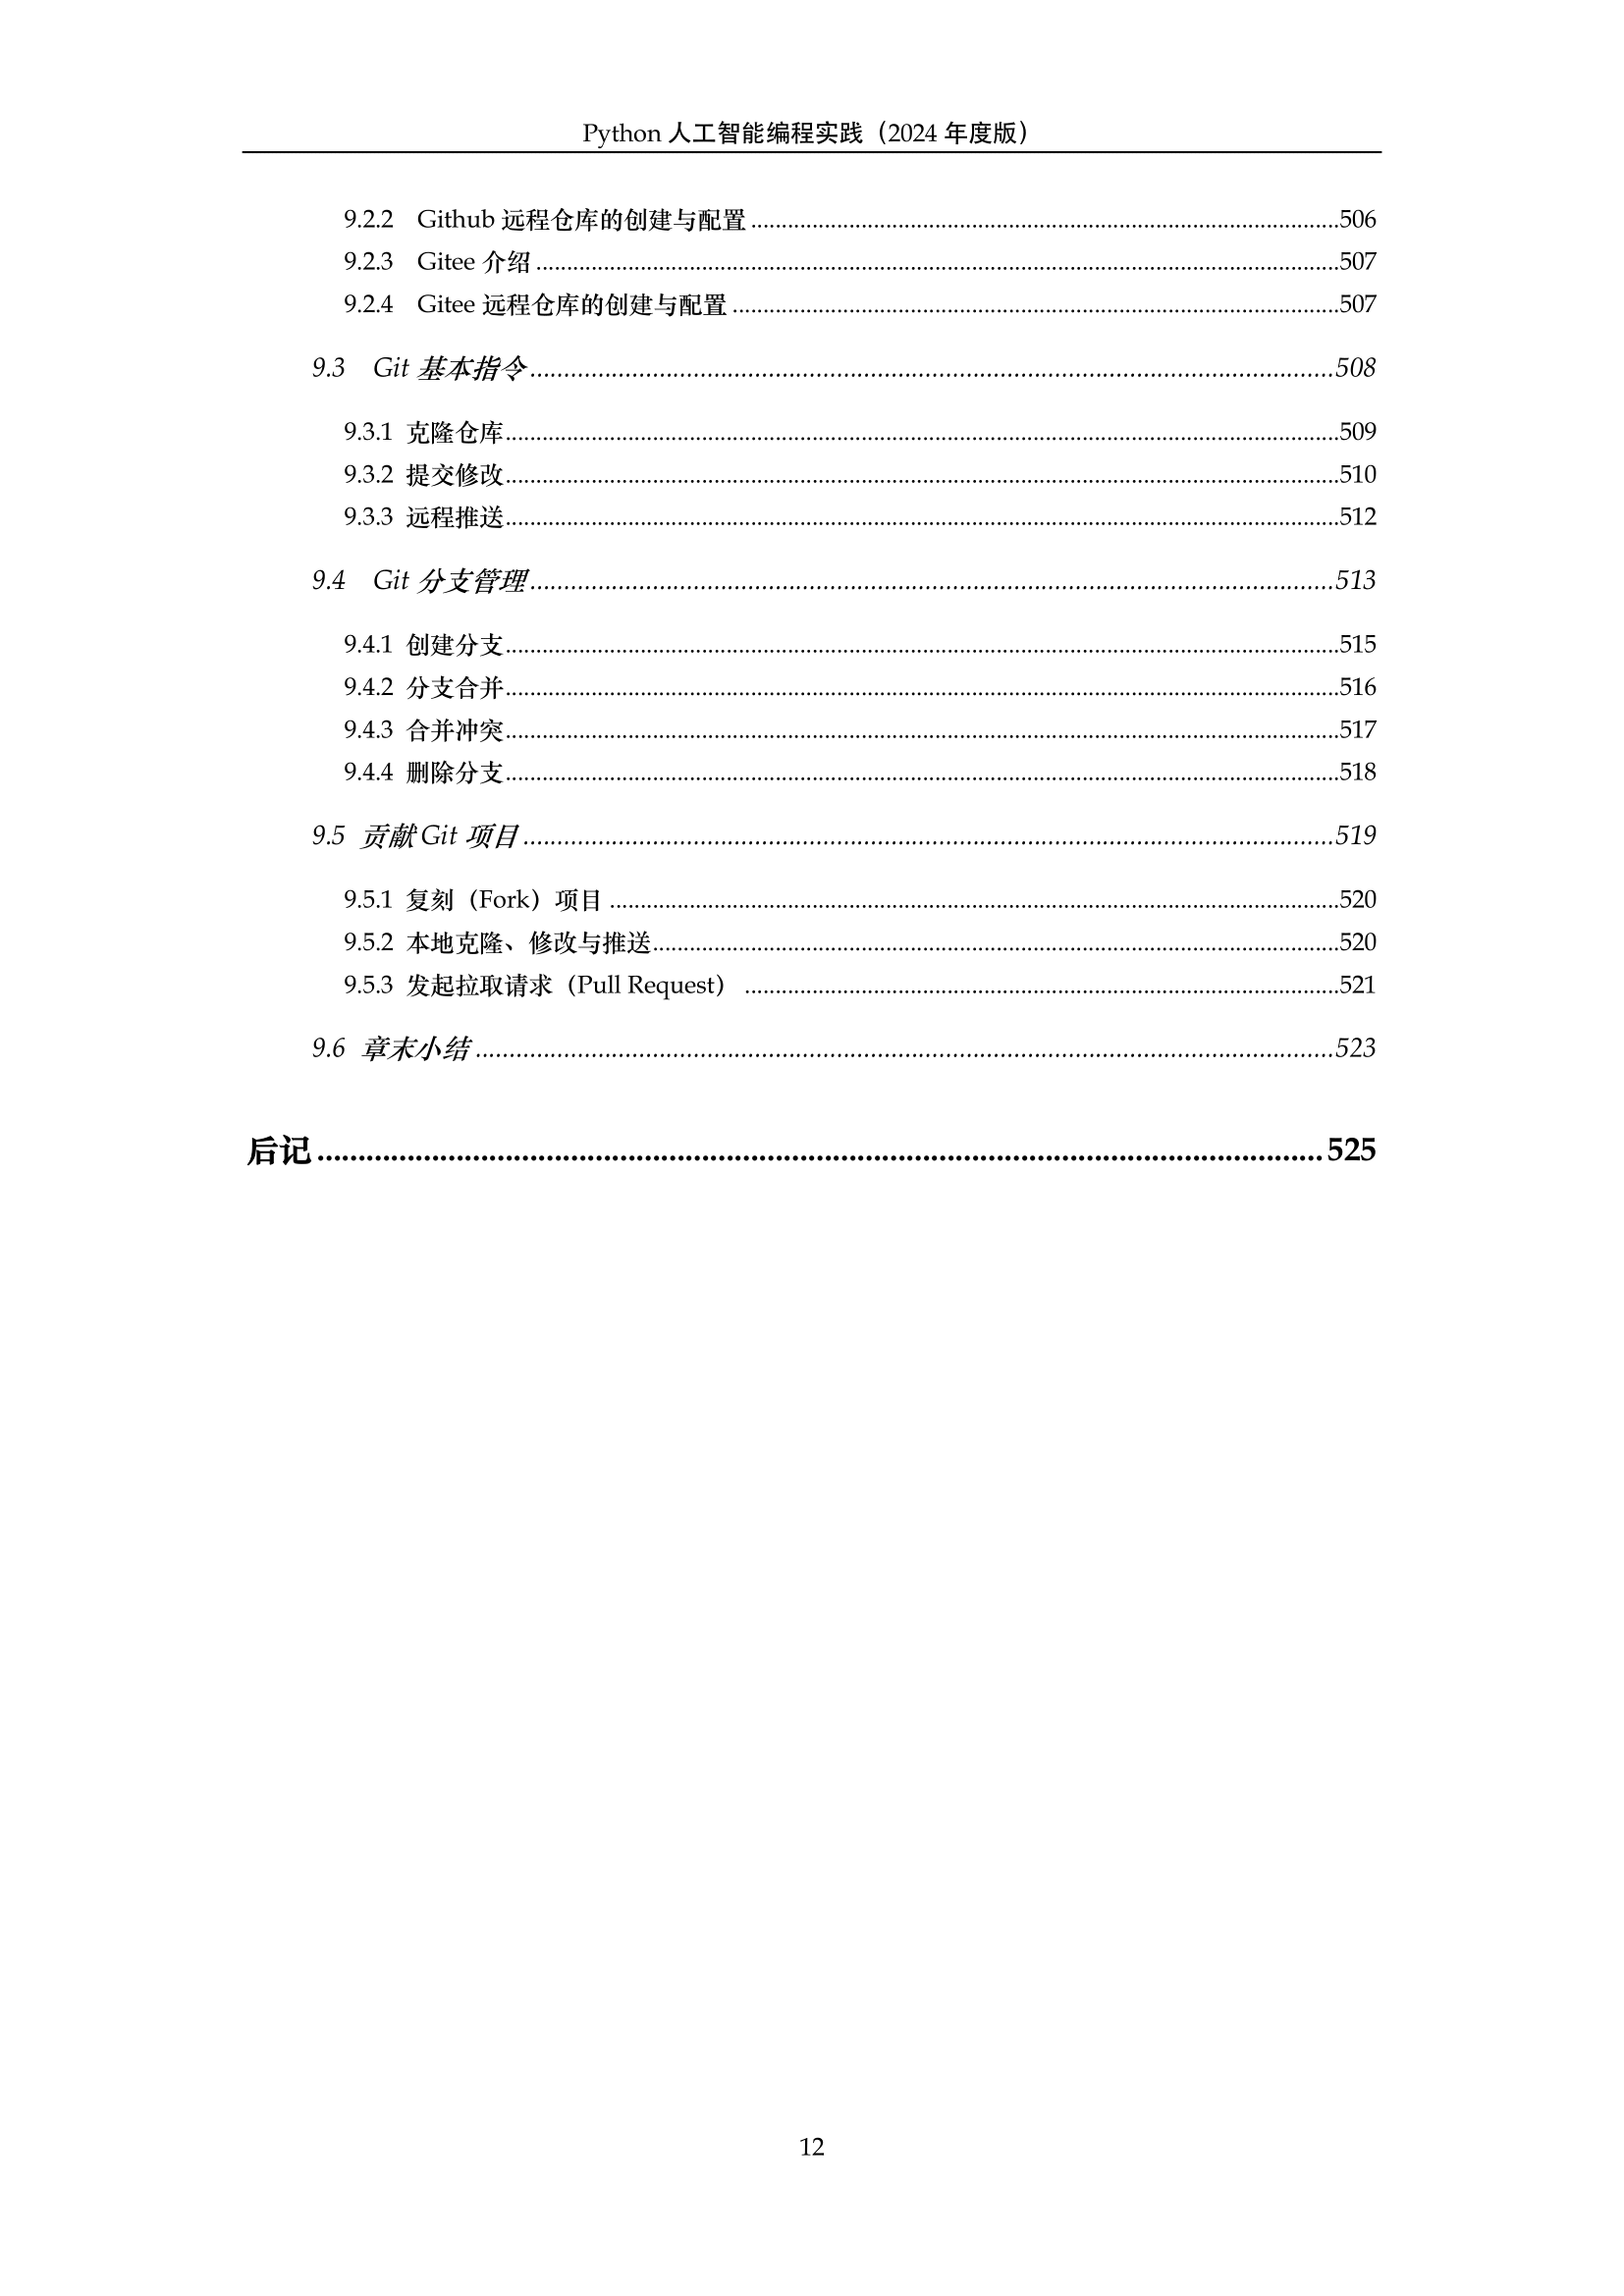 Python 人工智能编程实践（2024 年度版）
9.2.2 Github 远程仓库的创建与配置......506
9.2.3 Gitee 介绍......507
9.2.4 Gitee 远程仓库的创建与配置......507
9.3 Git 基本指令......508
9.3.1 克隆仓库......509
9.3.2 提交修改......510
9.3.3 远程推送......512
9.4 Git 分支管理......513
9.4.1 创建分支......515
9.4.2 分支合并......516
9.4.3 合并冲突......517
9.4.4 删除分支......518
9.5 贡献 Git 项目......519
9.5.1 复刻（Fork）项目......520
9.5.2 本地克隆、修改与推送......520
9.5.3 发起拉取请求（Pull Request）......521
9.6 章末小结......523
后记......525
12